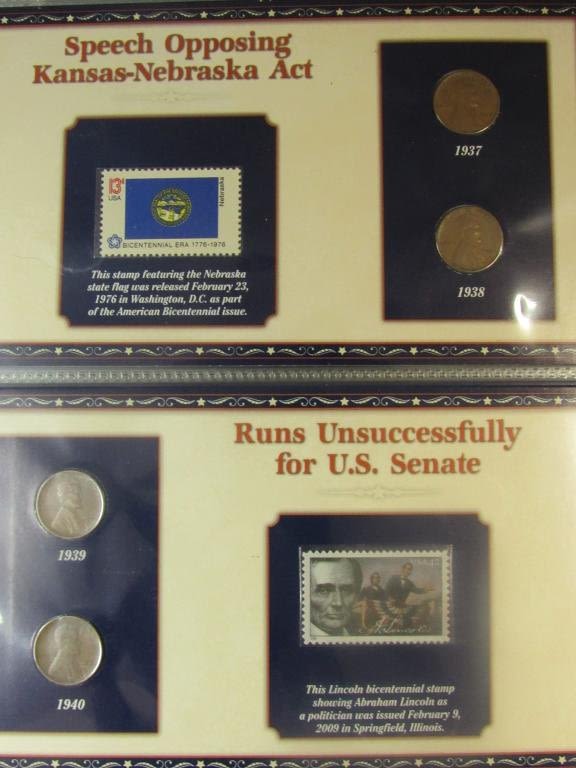 Speech Opposing
Kansas-Nebraska Act
13c
USA
Nebraska
BICENTENNIAL ERA 1776-1976
This stamp featuring the Nebraska
state flag was released February 23,
1976 in Washington, D.C. as part
of the American Bicentennial issue.
1937
1938
1939
1940
Runs Unsuccessfully
for U.S. Senate
USA 42
A. Lincoln
This Lincoln bicentennial stamp
showing Abraham Lincoln as
a politician was issued February 9,
2009 in Springfield, Illinois.